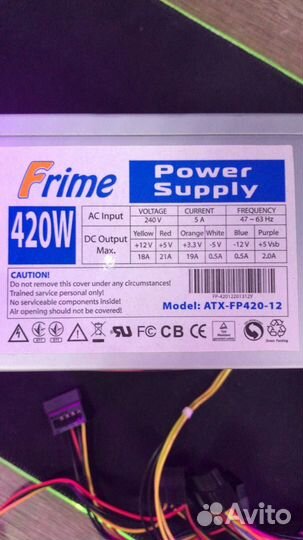 Frime
Power
Supply
420W
AC Input
VOLTAGE CURRENT FREQUENCY
240 V 5 A 47 ~ 63 Hz
DC Output
Max.
Yellow Red Orange White Blue Purple
+12 V +5 V +3.3 V -5 V -12 V +5 Vsb
18A 21A 19A 0.5A 0.5A 2.0A
CAUTION!
Do not remove this cover under any circumstances!
Trained service personal only!
No serviceable components inside!
Air opening should not be covered!
FP-42012201312Y
Model: ATX-FP420-12
FC CB CE
Green Feeling
Avito